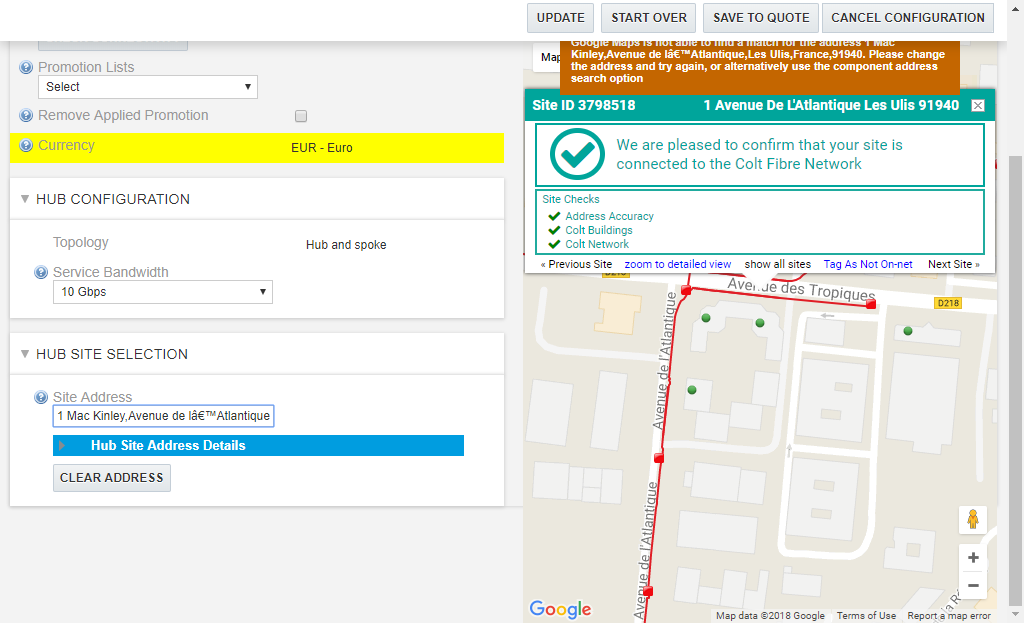 UPDATE
START OVER
SAVE TO QUOTE
CANCEL CONFIGURATION
Promotion Lists
Select
Remove Applied Promotion
Currency
EUR - Euro
HUB CONFIGURATION
Topology
Hub and spoke
Service Bandwidth
10 Gbps
HUB SITE SELECTION
Site Address
1 Mac Kinley,Avenue de lâ€™Atlantique
Hub Site Address Details
CLEAR ADDRESS
Map
Google Maps is not able to find a match for the address 1 Mac
Kinley,Avenue de lâ€™Atlantique,Les Ulis,France,91940. Please change
the address and try again, or alternatively use the component address
search option
Site ID 3798518
1 Avenue De L'Atlantique Les Ulis 91940
We are pleased to confirm that your site is
connected to the Colt Fibre Network
Site Checks
Address Accuracy
Colt Buildings
Colt Network
« Previous Site
zoom to detailed view
show all sites
Tag As Not On-net
Next Site »
D218
Avenue des Tropiques
D218
Avenue de l'Atlantique
Avenue de l'Atlantique
Google
Map data ©2018 Google
Terms of Use
Report a map error